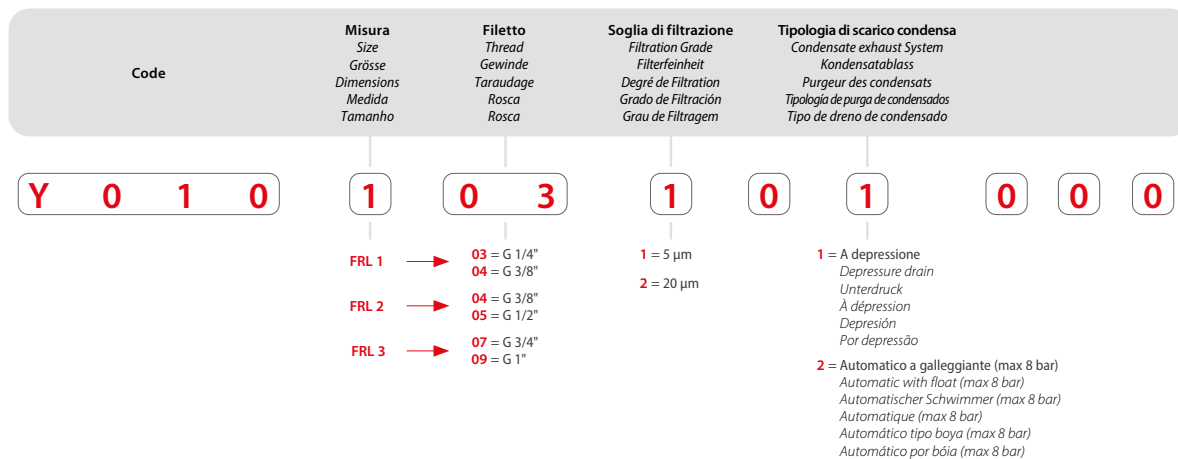 Code
Misura
Size
Grösse
Dimensions
Medida
Tamanho
Filetto
Thread
Gewinde
Taraudage
Rosca
Rosca
Soglia di filtrazione
Filtration Grade
Filterfeinheit
Degré de Filtration
Grado de Filtración
Grau de Filtragem
Tipologia di scarico condensa
Condensate exhaust System
Kondensatablass
Purgeur des condensats
Tipología de purga de condensados
Tipo de dreno de condensado
Y 0 1 0 1 0 3 1 0 1 0 0 0
FRL 1
03 = G 1/4"
04 = G 3/8"
FRL 2
04 = G 3/8"
05 = G 1/2"
FRL 3
07 = G 3/4"
09 = G 1"
1 = 5 µm
2 = 20 µm
1 = A depressione
Depressure drain
Unterdruck
À dépression
Depresión
Por depressão
2 = Automatico a galleggiante (max 8 bar)
Automatic with float (max 8 bar)
Automatischer Schwimmer (max 8 bar)
Automatique (max 8 bar)
Automático tipo boya (max 8 bar)
Automático por bóia (max 8 bar)